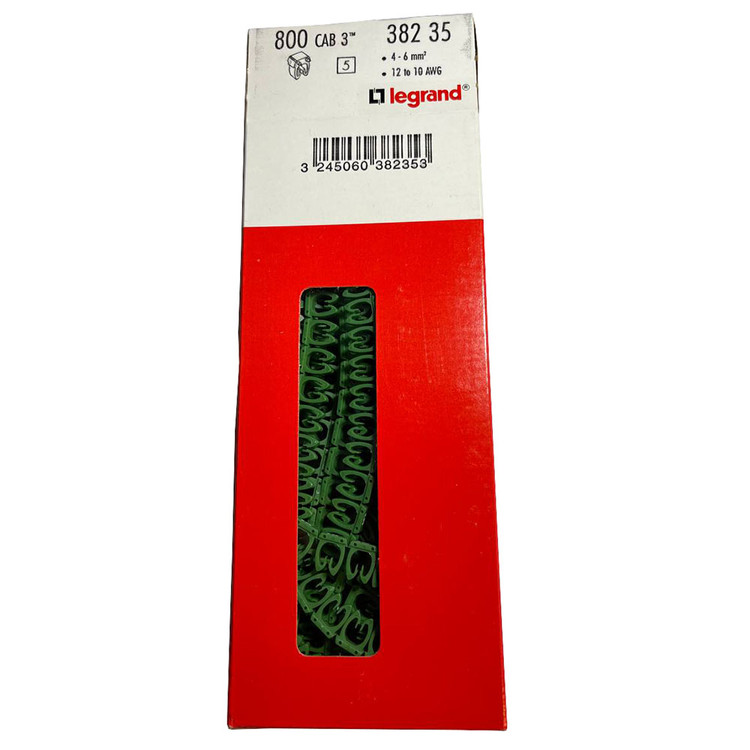 800 CAB 3™ 382 35
5
• 4 - 6 mm²
• 12 to 10 AWG
legrand®
3 245060 382353